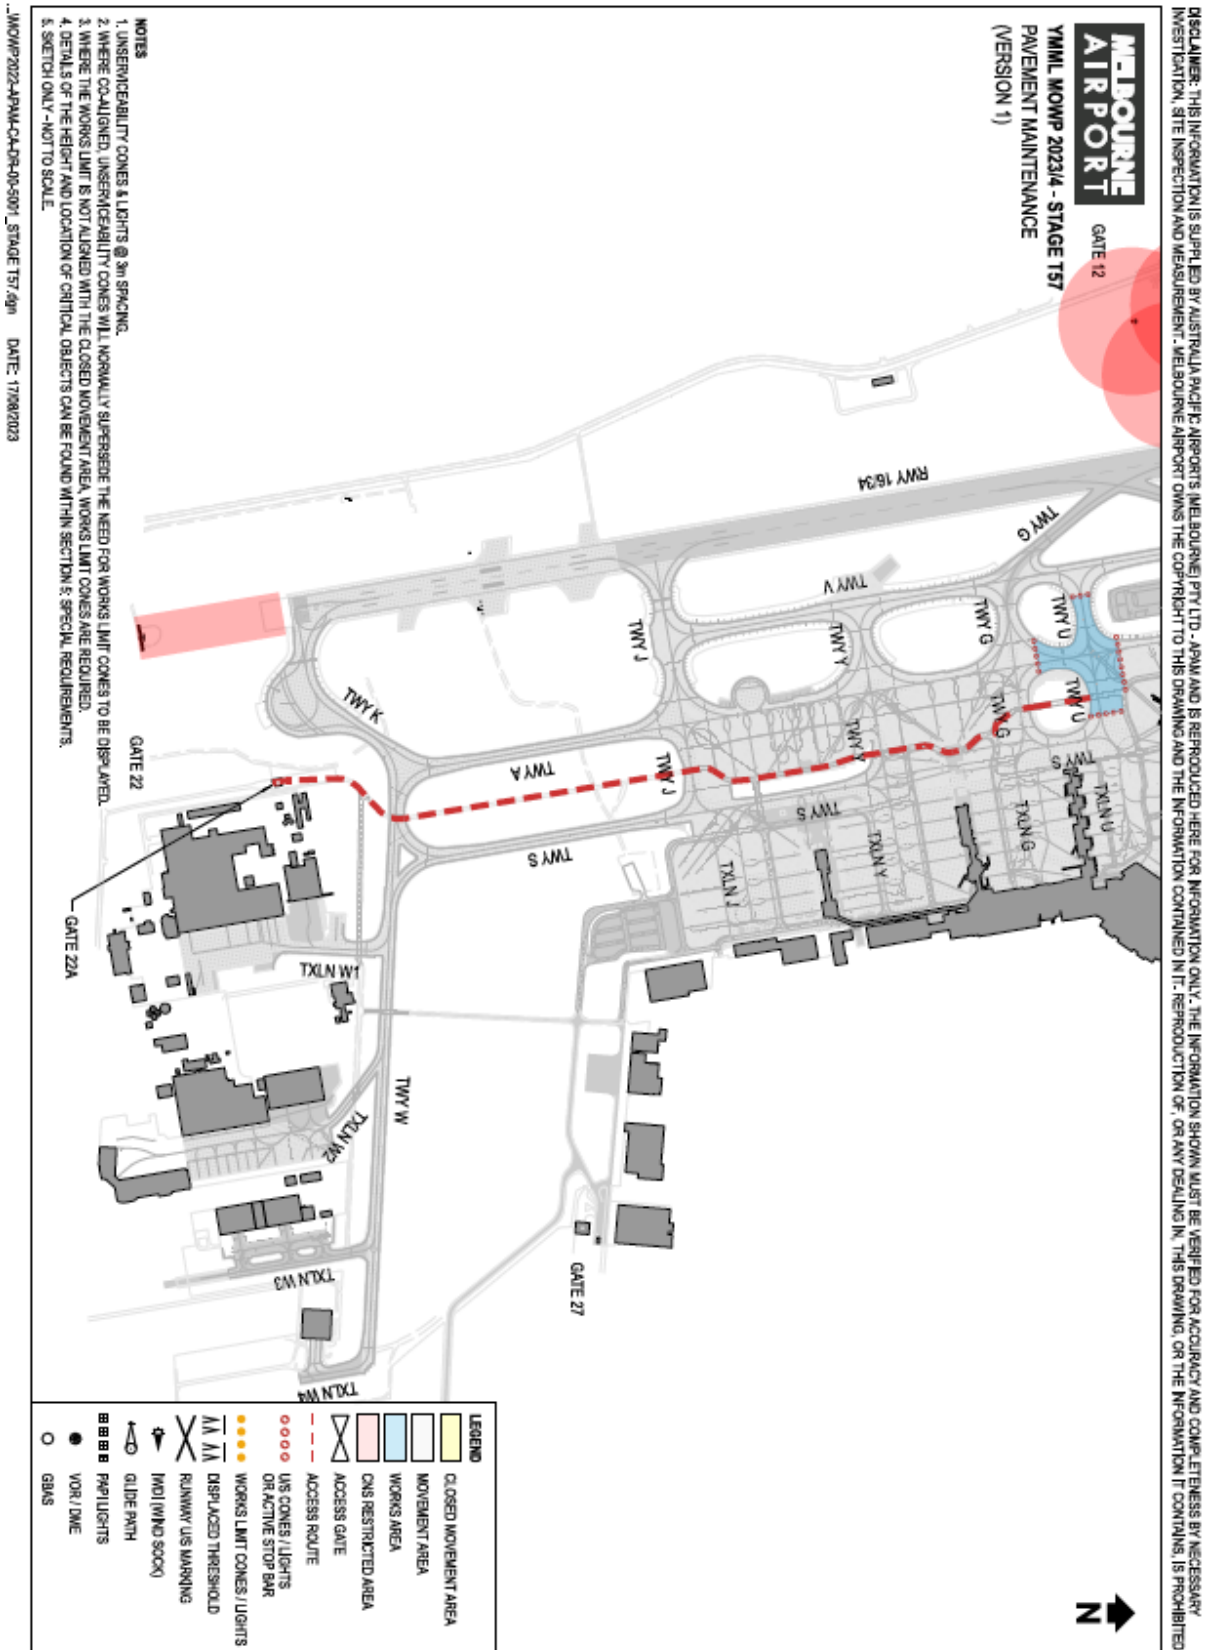 DISCLAIMER: THIS INFORMATION IS SUPPLIED BY AUSTRALIA PACIFIC AIRPORTS (MELBOURNE) PTY LTD - APAM AND IS REPRODUCED HERE FOR INFORMATION ONLY. THE INFORMATION SHOWN MUST BE VERIFIED FOR ACCURACY AND COMPLETENESS BY NECESSARY
INVESTIGATION, SITE INSPECTION AND MEASUREMENT. MELBOURNE AIRPORT OWNS THE COPYRIGHT TO THIS DRAWING AND THE INFORMATION CONTAINED IN IT. REPRODUCTION OF, OR ANY DEALING IN, THIS DRAWING, OR THE INFORMATION IT CONTAINS, IS PROHIBITED
MELBOURNE
AIRPORT
YMML MOWP 2023/4 - STAGE T57
PAVEMENT MAINTENANCE
(VERSION 1)
GATE 12
RWY 16/34
TWY G
TWY V
TWY U
TWY G
TWY Y
TWY J
TWY K
TWY U
TWY G
TWY Y
TWY J
TWY A
TWY S
TWY S
TWY S
TXLN U
TXLN G
TXLN Y
TXLN J
GATE 22
GATE 22A
TXLN W1
TWY W
TXLN W2
TXLN W3
TXLN W4
GATE 27
N
NOTES
1. UNSERVICEABILITY CONES & LIGHTS @ 3m SPACING.
2. WHERE CO-ALIGNED, UNSERVICEABILITY CONES WILL NORMALLY SUPERSEDE THE NEED FOR WORKS LIMIT CONES TO BE DISPLAYED.
3. WHERE THE WORKS LIMIT IS NOT ALIGNED WITH THE CLOSED MOVEMENT AREA, WORKS LIMIT CONES ARE REQUIRED.
4. DETAILS OF THE HEIGHT AND LOCATION OF CRITICAL OBJECTS CAN BE FOUND WITHIN SECTION 5: SPECIAL REQUIREMENTS.
5. SKETCH ONLY - NOT TO SCALE.
LEGEND
CLOSED MOVEMENT AREA
MOVEMENT AREA
WORKS AREA
CNS RESTRICTED AREA
ACCESS GATE
ACCESS ROUTE
U/S CONES / LIGHTS
OR ACTIVE STOP BAR
WORKS LIMIT CONES / LIGHTS
DISPLACED THRESHOLD
RUNWAY U/S MARKING
IWDI (WIND SOCK)
GLIDE PATH
PAPI LIGHTS
VOR / DME
GBAS
...\MOWP2022-APAM-CA-DR-00-5001_STAGE T57.dgn DATE: 17/08/2023